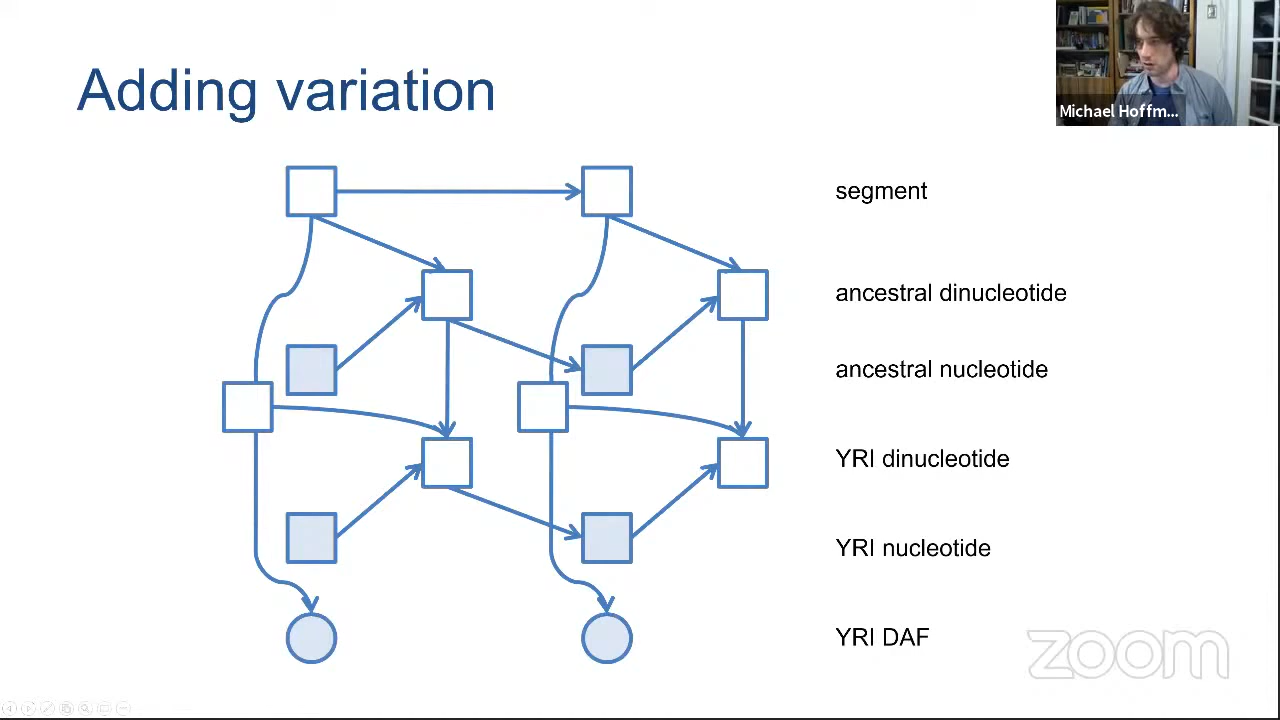 Adding variation
Michael Hoffm...
segment
ancestral dinucleotide
ancestral nucleotide
YRI dinucleotide
YRI nucleotide
YRI DAF
zoom